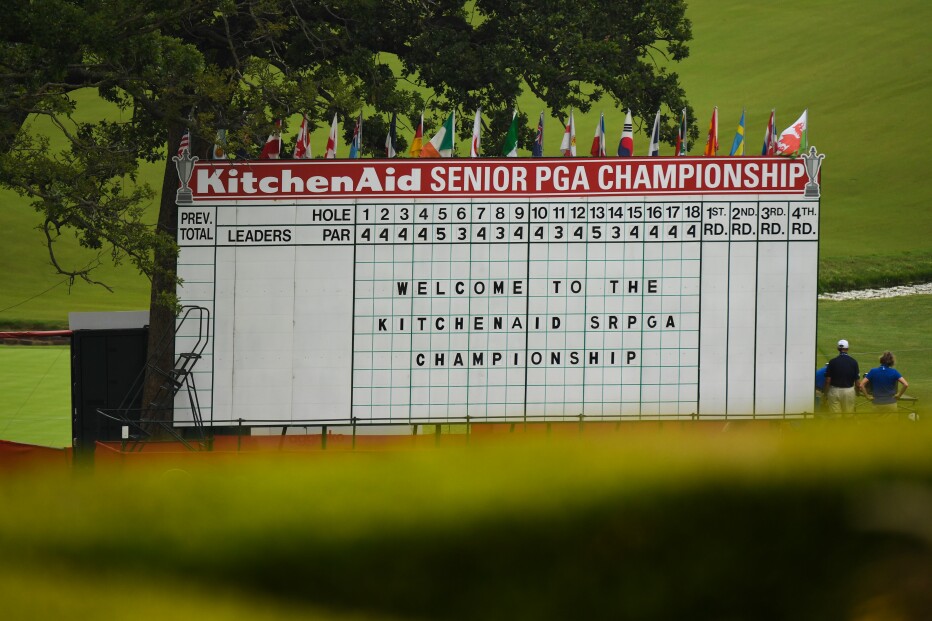 KitchenAid SENIOR PGA CHAMPIONSHIP
PREV. TOTAL HOLE 1 2 3 4 5 6 7 8 9 10 11 12 13 14 15 16 17 18 1ST. RD. 2ND. RD. 3RD. RD. 4TH. RD.
LEADERS PAR 4 4 4 4 5 3 4 3 4 4 3 4 5 3 4 4 4 4
WELCOME TO THE
KITCHENAID SRPGA
CHAMPIONSHIP